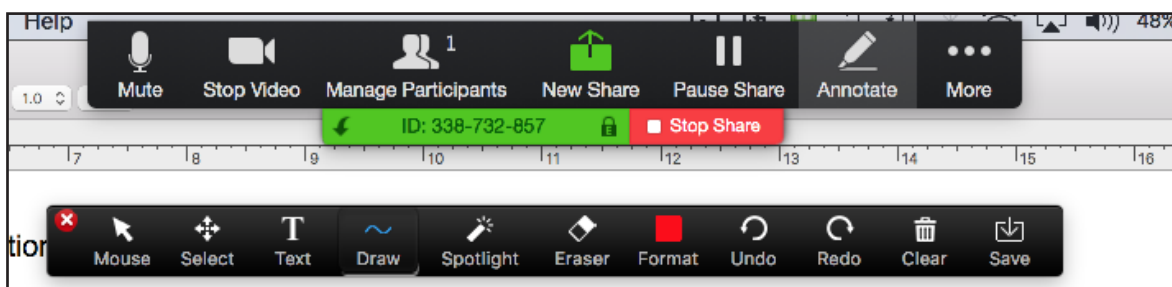 Help 48%
1
Mute Stop Video Manage Participants New Share Pause Share Annotate More
1.0
ID: 338-732-857 Stop Share
7 8 9 10 11 12 13 14 15 16
tion
Mouse Select Text Draw Spotlight Eraser Format Undo Redo Clear Save